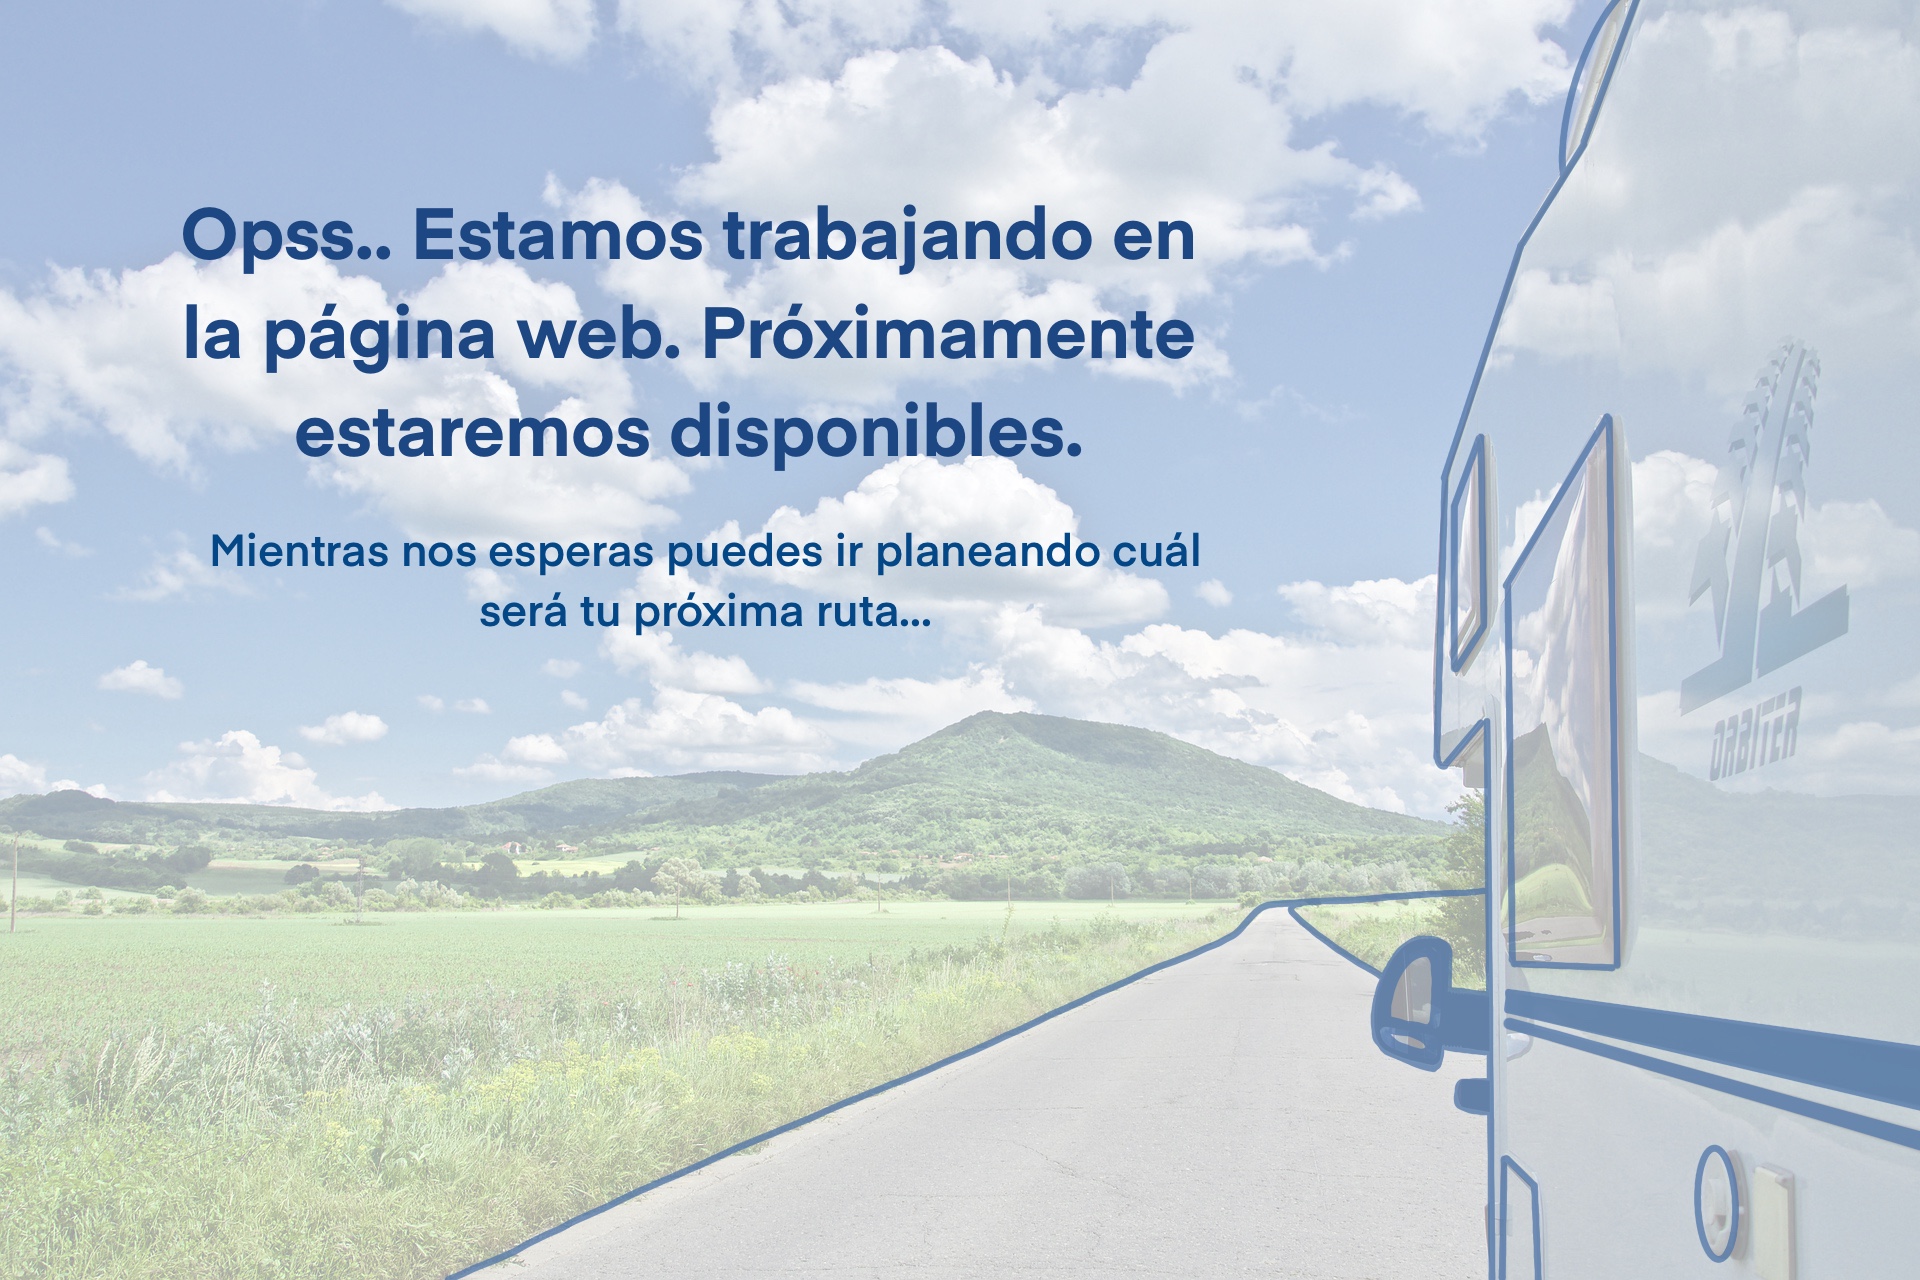 Opss.. Estamos trabajando en
la página web. Próximamente
estaremos disponibles.
Mientras nos esperas puedes ir planeando cuál
será tu próxima ruta...
ORBITER